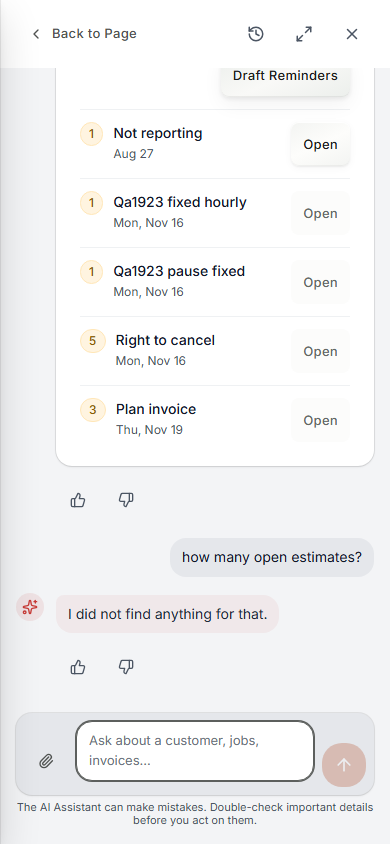 Back to Page
Draft Reminders
1 Not reporting
Aug 27
Open
1 Qa1923 fixed hourly
Mon, Nov 16
Open
1 Qa1923 pause fixed
Mon, Nov 16
Open
5 Right to cancel
Mon, Nov 16
Open
3 Plan invoice
Thu, Nov 19
Open
how many open estimates?
I did not find anything for that.
Ask about a customer, jobs,
invoices...
The AI Assistant can make mistakes. Double-check important details
before you act on them.